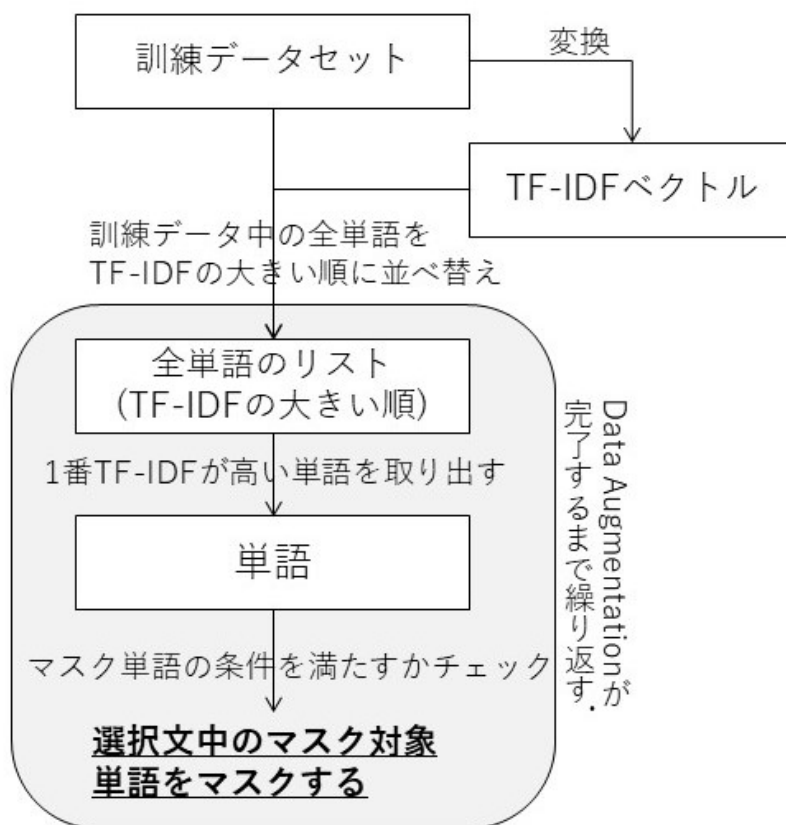 訓練データセット
変換
TF-IDFベクトル
訓練データ中の全単語を
TF-IDFの大きい順に並べ替え
全単語のリスト
(TF-IDFの大きい順)
1番TF-IDFが高い単語を取り出す
単語
マスク単語の条件を満たすかチェック
選択文中のマスク対象
単語をマスクする
Data Augmentationが
完了するまで繰り返す.